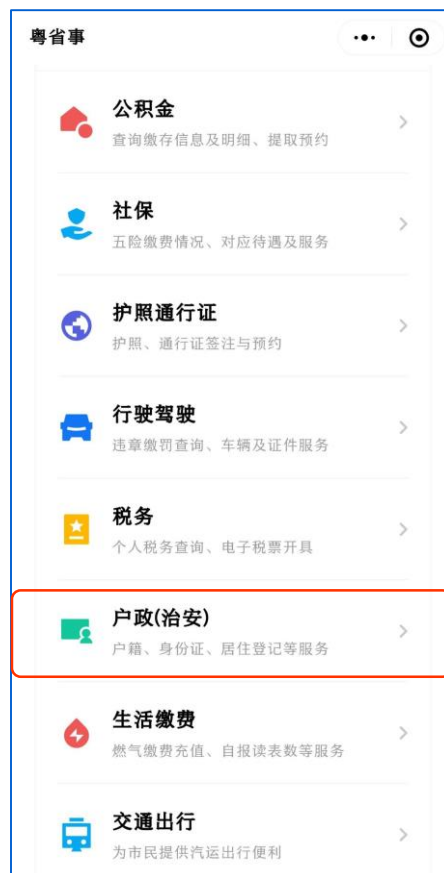 粤省事
公积金
查询缴存信息及明细、提取预约
社保
五险缴费情况、对应待遇及服务
护照通行证
护照、通行证签注与预约
行驶驾驶
违章缴罚查询、车辆及证件服务
税务
个人税务查询、电子税票开具
户政(治安)
户籍、身份证、居住登记等服务
生活缴费
燃气缴费充值、自报读表数等服务
交通出行
为市民提供汽运出行便利